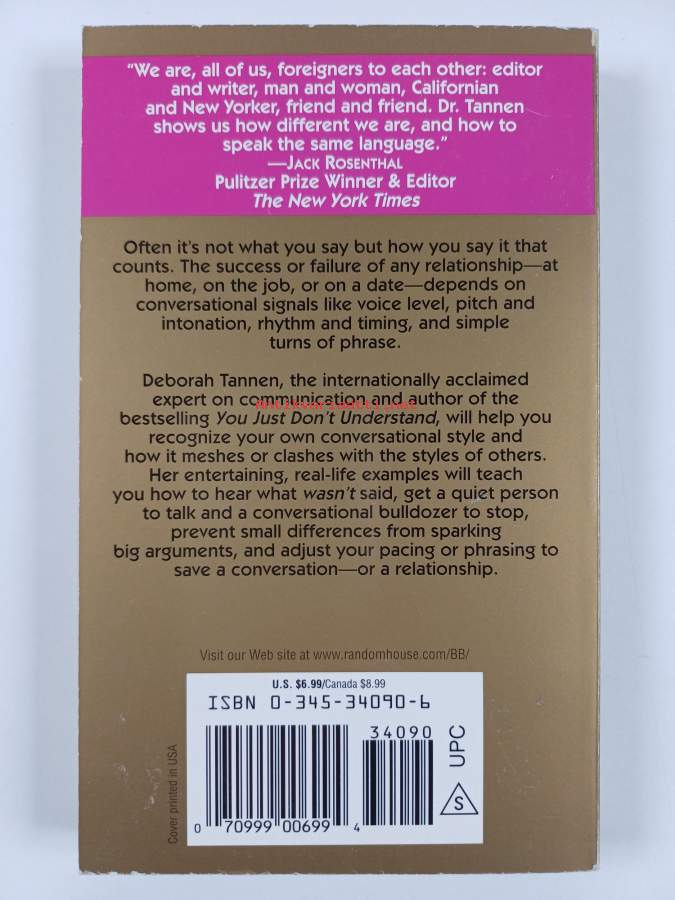 “We are, all of us, foreigners to each other: editor
and writer, man and woman, Californian
and New Yorker, friend and friend. Dr. Tannen
shows us how different we are, and how to
speak the same language.”
—JACK ROSENTHAL
Pulitzer Prize Winner & Editor
The New York Times
Often it's not what you say but how you say it that
counts. The success or failure of any relationship—at
home, on the job, or on a date—depends on
conversational signals like voice level, pitch and
intonation, rhythm and timing, and simple
turns of phrase.
Deborah Tannen, the internationally acclaimed
expert on communication and author of the
Antikvariaatti.net
bestselling You Just Don't Understand, will help you
recognize your own conversational style and
how it meshes or clashes with the styles of others.
Her entertaining, real-life examples will teach
you how to hear what wasn't said, get a quiet person
to talk and a conversational bulldozer to stop,
prevent small differences from sparking
big arguments, and adjust your pacing or phrasing to
save a conversation—or a relationship.
Visit our Web site at www.randomhouse.com/BB/
U.S. $6.99/Canada $8.99
ISBN 0-345-34090-6
34090
0 70999 00699 4
UPC
S
Cover printed in USA